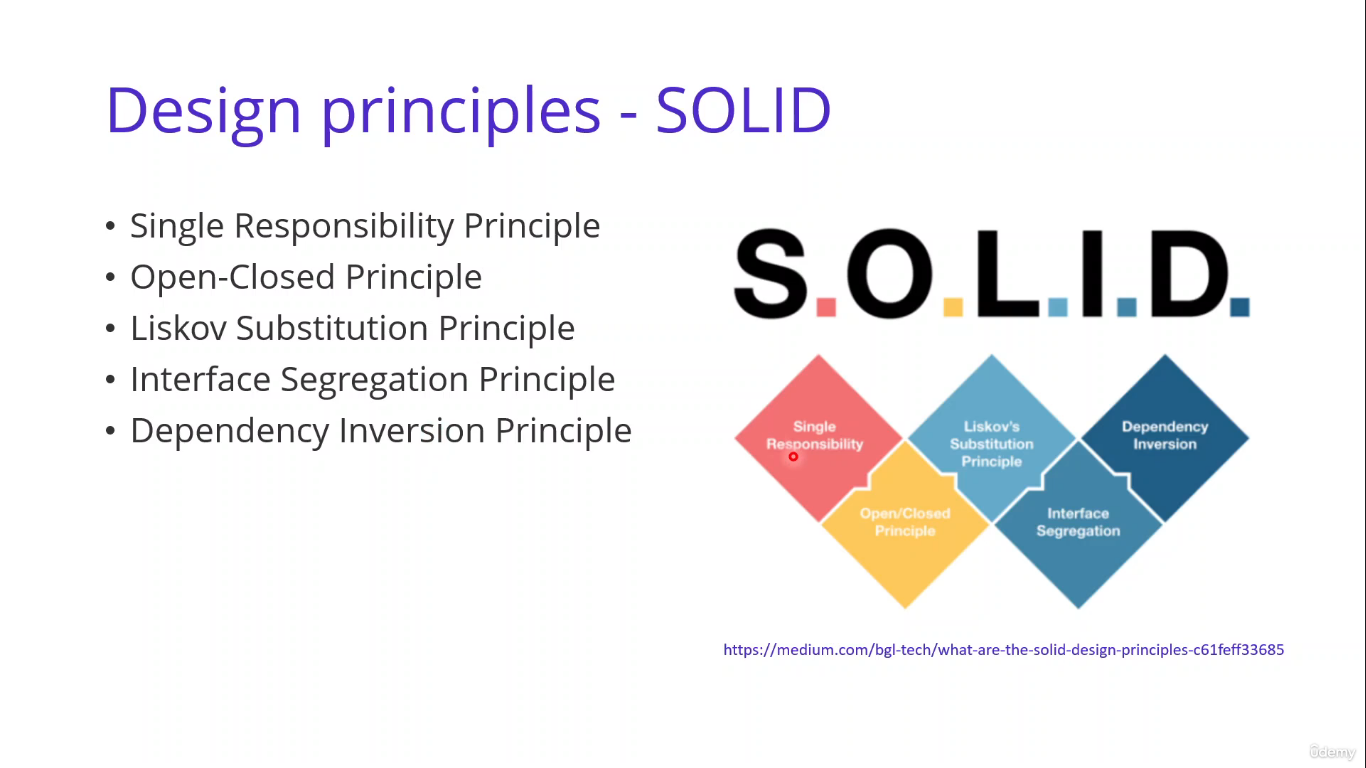 Design principles - SOLID
• Single Responsibility Principle
• Open-Closed Principle
• Liskov Substitution Principle
• Interface Segregation Principle
• Dependency Inversion Principle
S.O.L.I.D.
Single
Responsibility
Open/Closed
Principle
Liskov's
Substitution
Principle
Interface
Segregation
Dependency
Inversion
https://medium.com/bgl-tech/what-are-the-solid-design-principles-c61feff33685
ûdemy